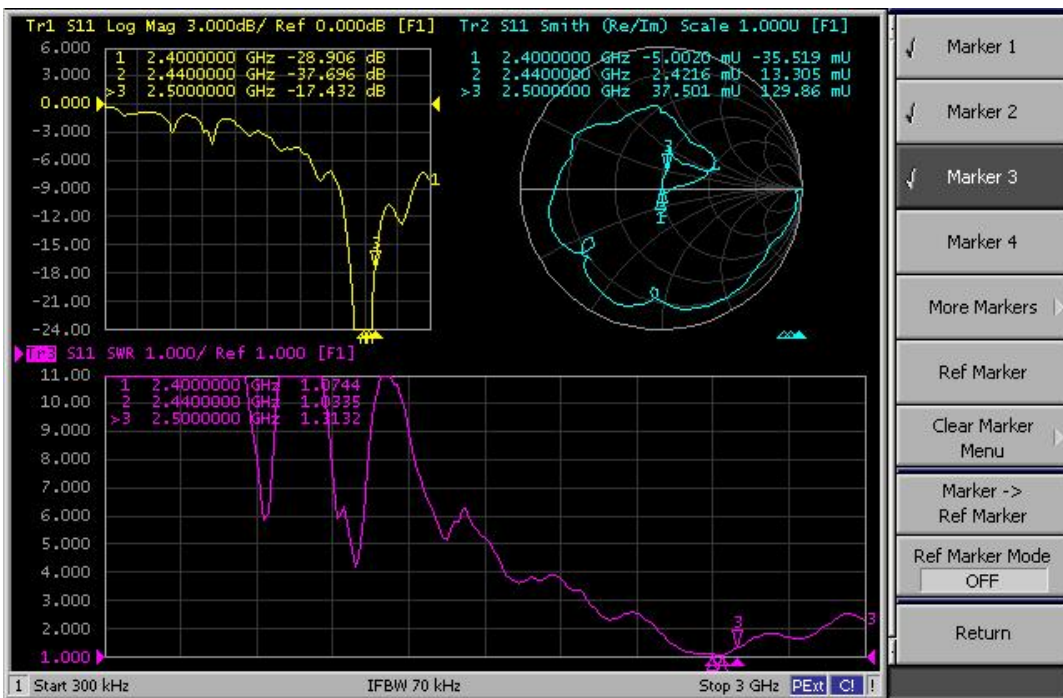 Tr1 S11 Log Mag 3.000dB/ Ref 0.000dB [F1]
6.000
3.000
0.000
-3.000
-6.000
-9.000
-12.00
-15.00
-18.00
-21.00
-24.00
1 2.4000000 GHz -28.906 dB
2 2.4400000 GHz -37.696 dB
>3 2.5000000 GHz -17.432 dB
1
3
Tr2 S11 Smith (Re/Im) Scale 1.000U [F1]
1 2.4000000 GHz -5.0020 mU -35.519 mU
2 2.4400000 GHz 2.4216 mU 13.305 mU
>3 2.5000000 GHz 37.501 mU 129.86 mU
3
1
Tr3 S11 SWR 1.000/ Ref 1.000 [F1]
11.00
10.00
9.000
8.000
7.000
6.000
5.000
4.000
3.000
2.000
1.000
1 2.4000000 GHz 1.0744
2 2.4400000 GHz 1.0335
>3 2.5000000 GHz 1.3132
3
3
1 Start 300 kHz IFBW 70 kHz Stop 3 GHz PExt C! !
Marker 1
Marker 2
Marker 3
Marker 4
More Markers
Ref Marker
Clear Marker
Menu
Marker ->
Ref Marker
Ref Marker Mode
OFF
Return